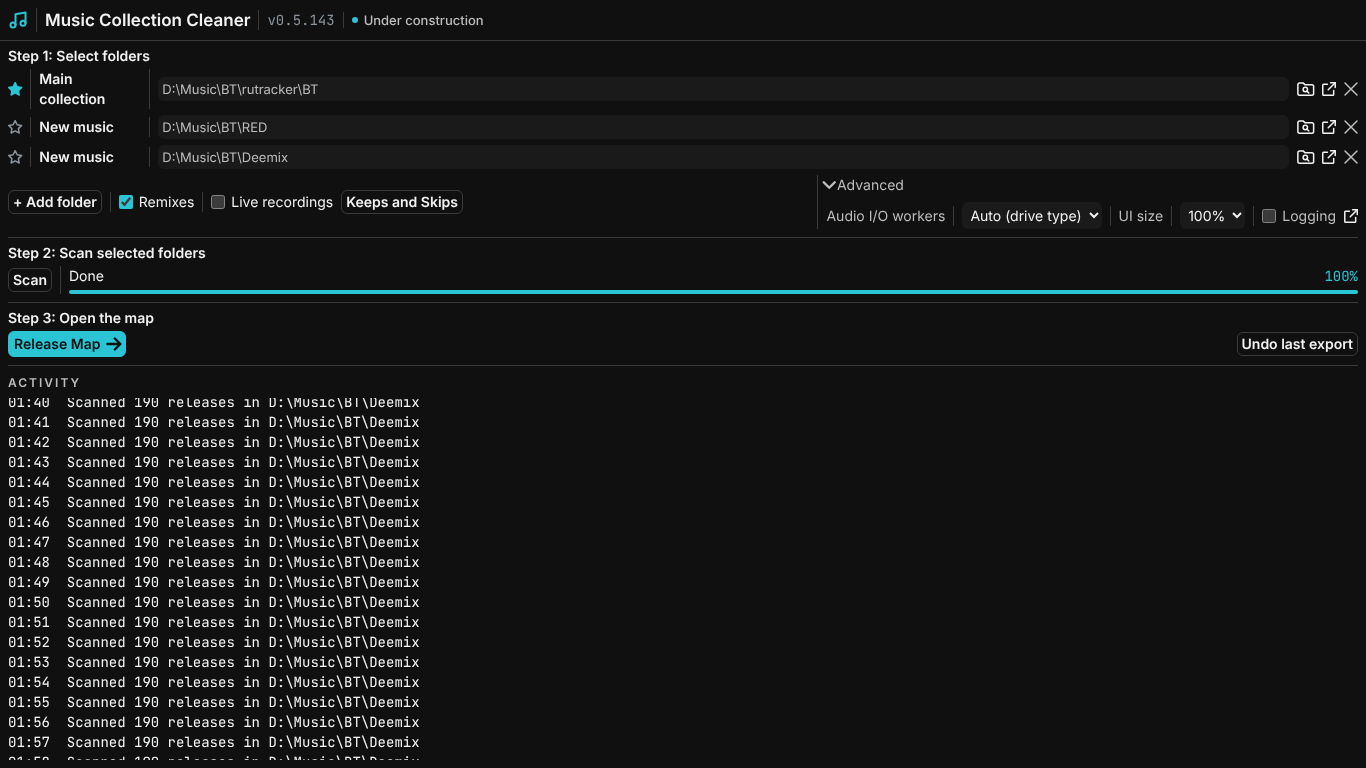 Music Collection Cleaner v0.5.143 Under construction
Step 1: Select folders
Main collection D:\Music\BT\rutracker\BT
New music D:\Music\BT\RED
New music D:\Music\BT\Deemix
+ Add folder Remixes Live recordings Keeps and Skips
Advanced
Audio I/O workers Auto (drive type) UI size 100% Logging
Step 2: Scan selected folders
Scan Done 100%
Step 3: Open the map
Release Map Undo last export
ACTIVITY
01:40 Scanned 190 releases in D:\Music\BT\Deemix
01:41 Scanned 190 releases in D:\Music\BT\Deemix
01:42 Scanned 190 releases in D:\Music\BT\Deemix
01:43 Scanned 190 releases in D:\Music\BT\Deemix
01:44 Scanned 190 releases in D:\Music\BT\Deemix
01:45 Scanned 190 releases in D:\Music\BT\Deemix
01:46 Scanned 190 releases in D:\Music\BT\Deemix
01:47 Scanned 190 releases in D:\Music\BT\Deemix
01:48 Scanned 190 releases in D:\Music\BT\Deemix
01:49 Scanned 190 releases in D:\Music\BT\Deemix
01:50 Scanned 190 releases in D:\Music\BT\Deemix
01:51 Scanned 190 releases in D:\Music\BT\Deemix
01:52 Scanned 190 releases in D:\Music\BT\Deemix
01:53 Scanned 190 releases in D:\Music\BT\Deemix
01:54 Scanned 190 releases in D:\Music\BT\Deemix
01:55 Scanned 190 releases in D:\Music\BT\Deemix
01:56 Scanned 190 releases in D:\Music\BT\Deemix
01:57 Scanned 190 releases in D:\Music\BT\Deemix